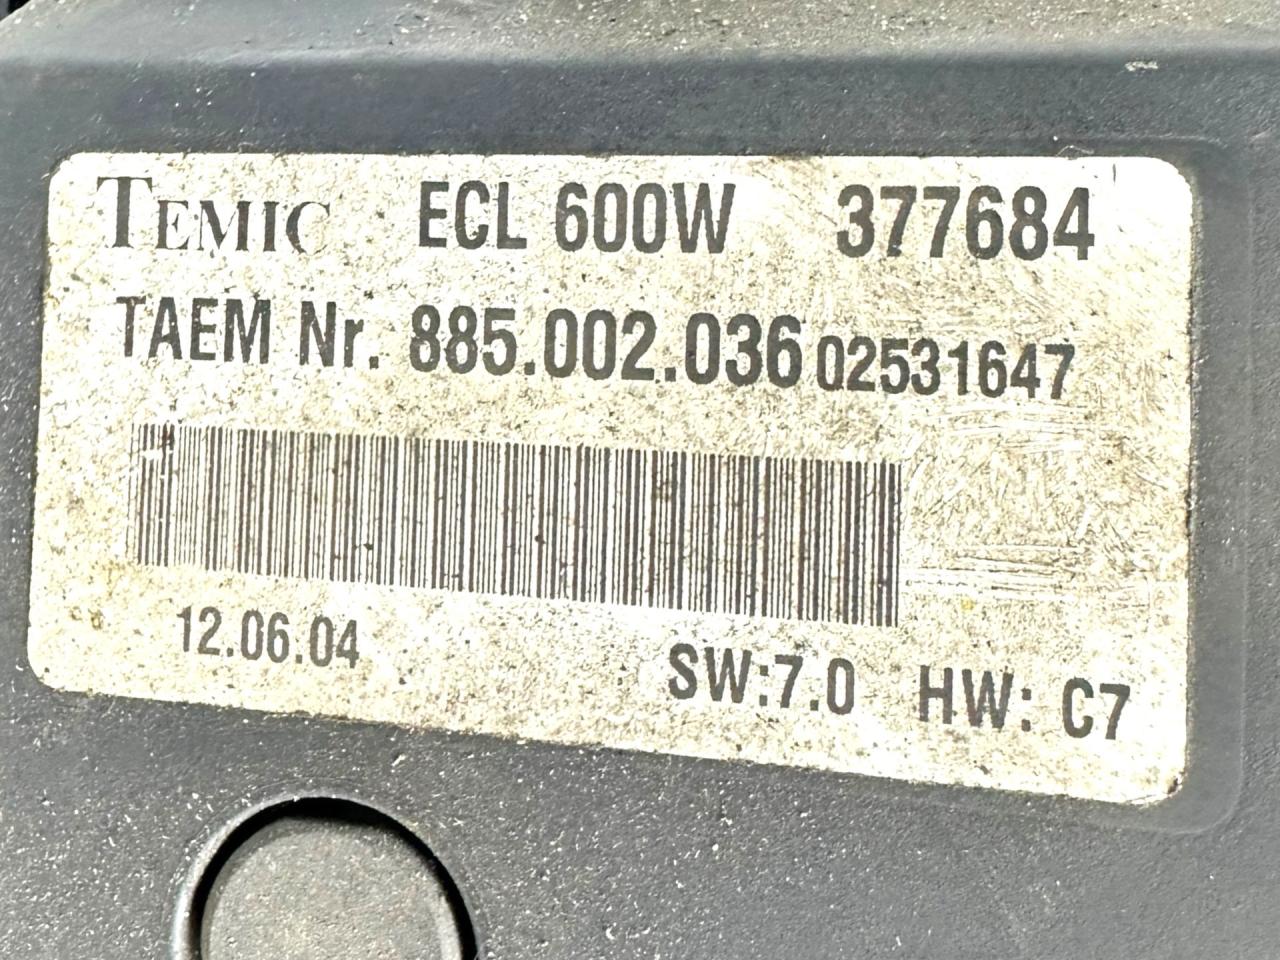 TEMIC ECL 600W 377684
TAEM Nr. 885.002.036 02531647
12.06.04 SW:7.0 HW: C7